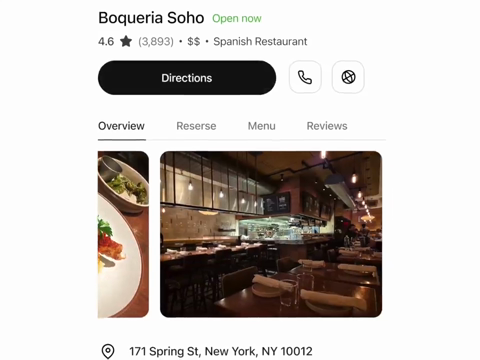 Boqueria Soho Open now
4.6 ★ (3,893) • $$ • Spanish Restaurant
Directions
Overview Reserse Menu Reviews
171 Spring St, New York, NY 10012